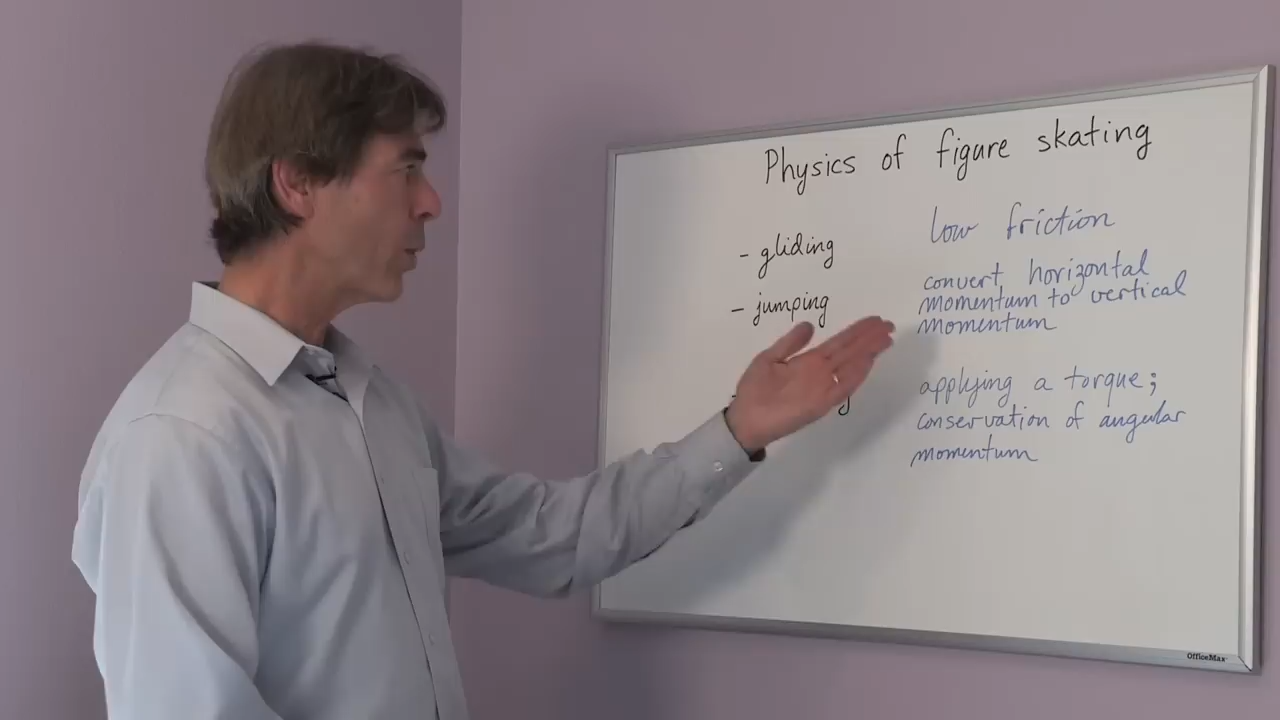 Physics of figure skating
- gliding
low friction
- jumping
convert horizontal
momentum to vertical
momentum
applying a torque;
conservation of angular
momentum
OfficeMax